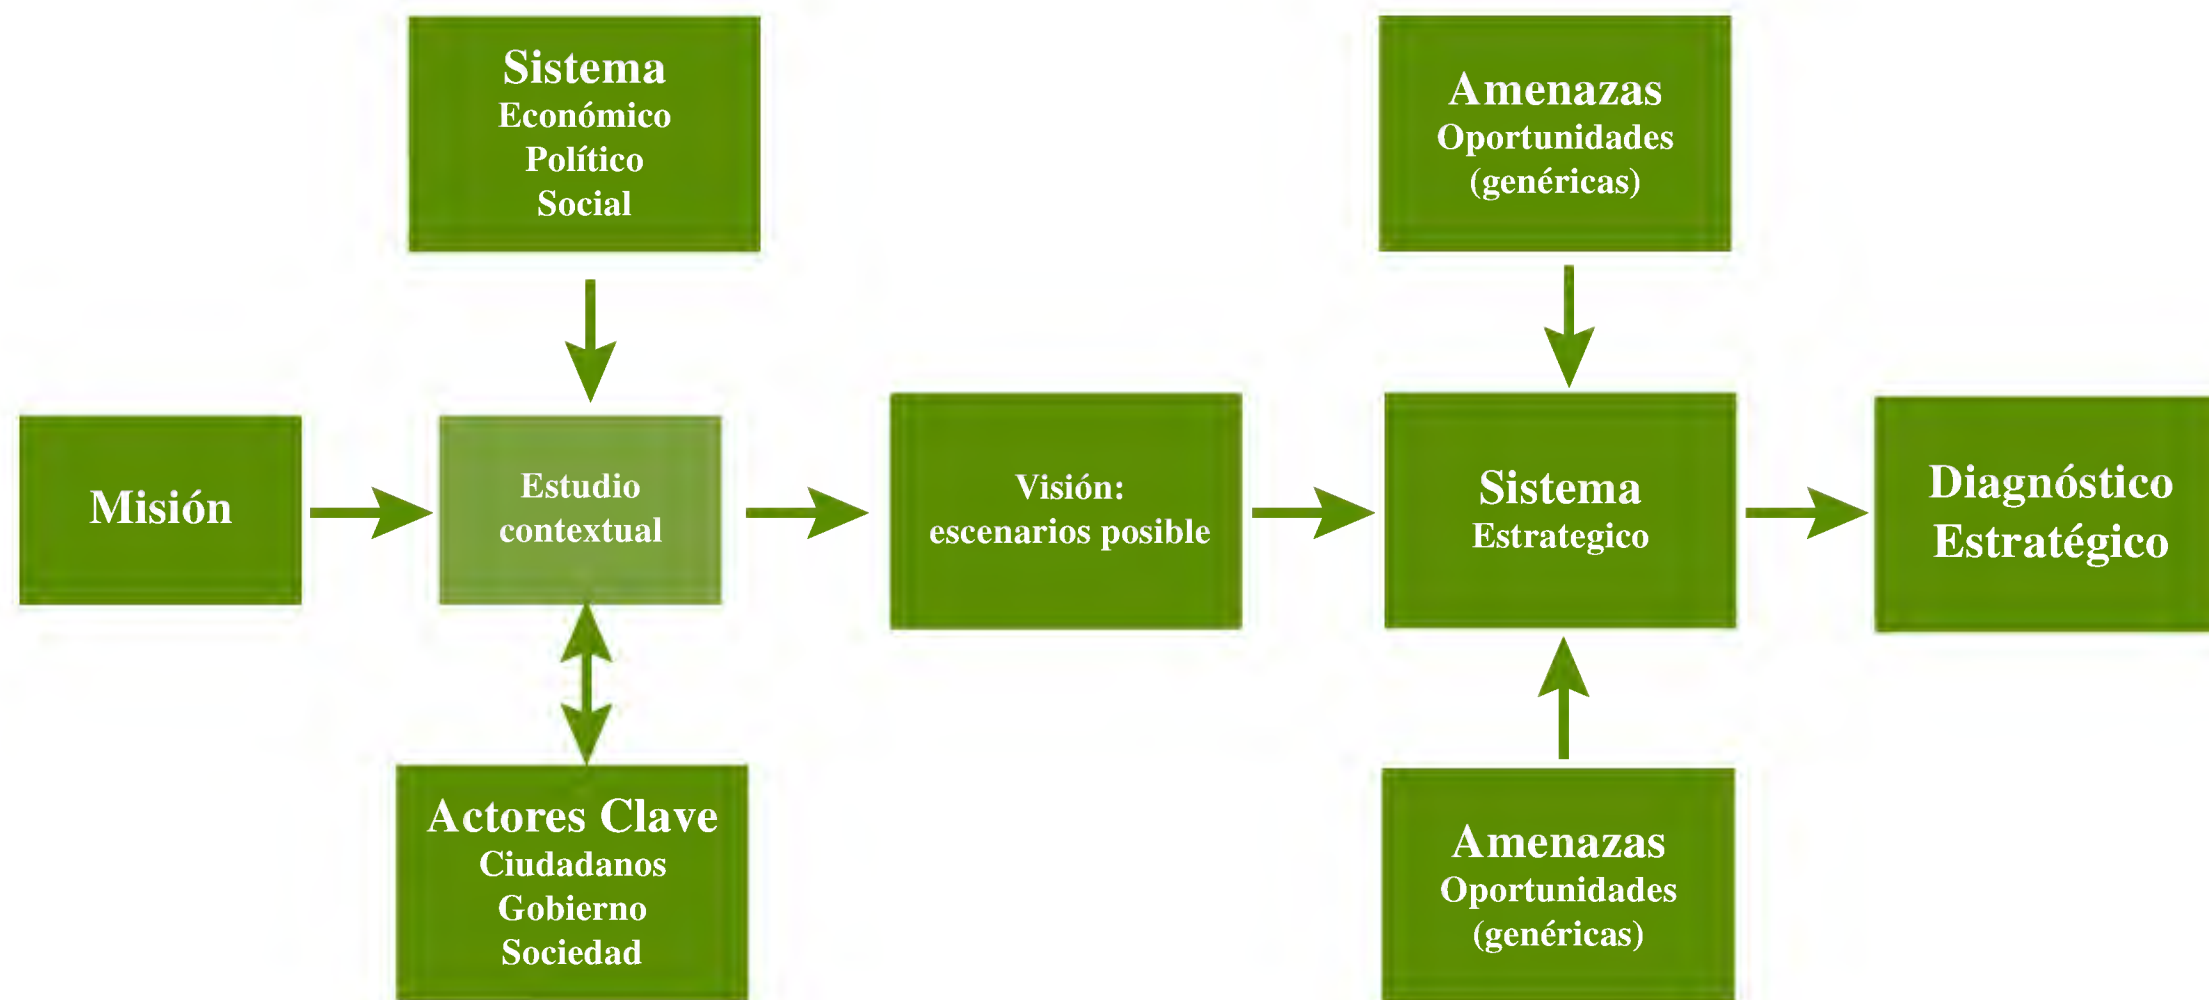 Sistema
Económico
Político
Social
Amenazas
Oportunidades
(genéricas)
Misión
Estudio
contextual
Visión:
escenarios posible
Sistema
Estrategico
Diagnóstico
Estratégico
Actores Clave
Ciudadanos
Gobierno
Sociedad
Amenazas
Oportunidades
(genéricas)